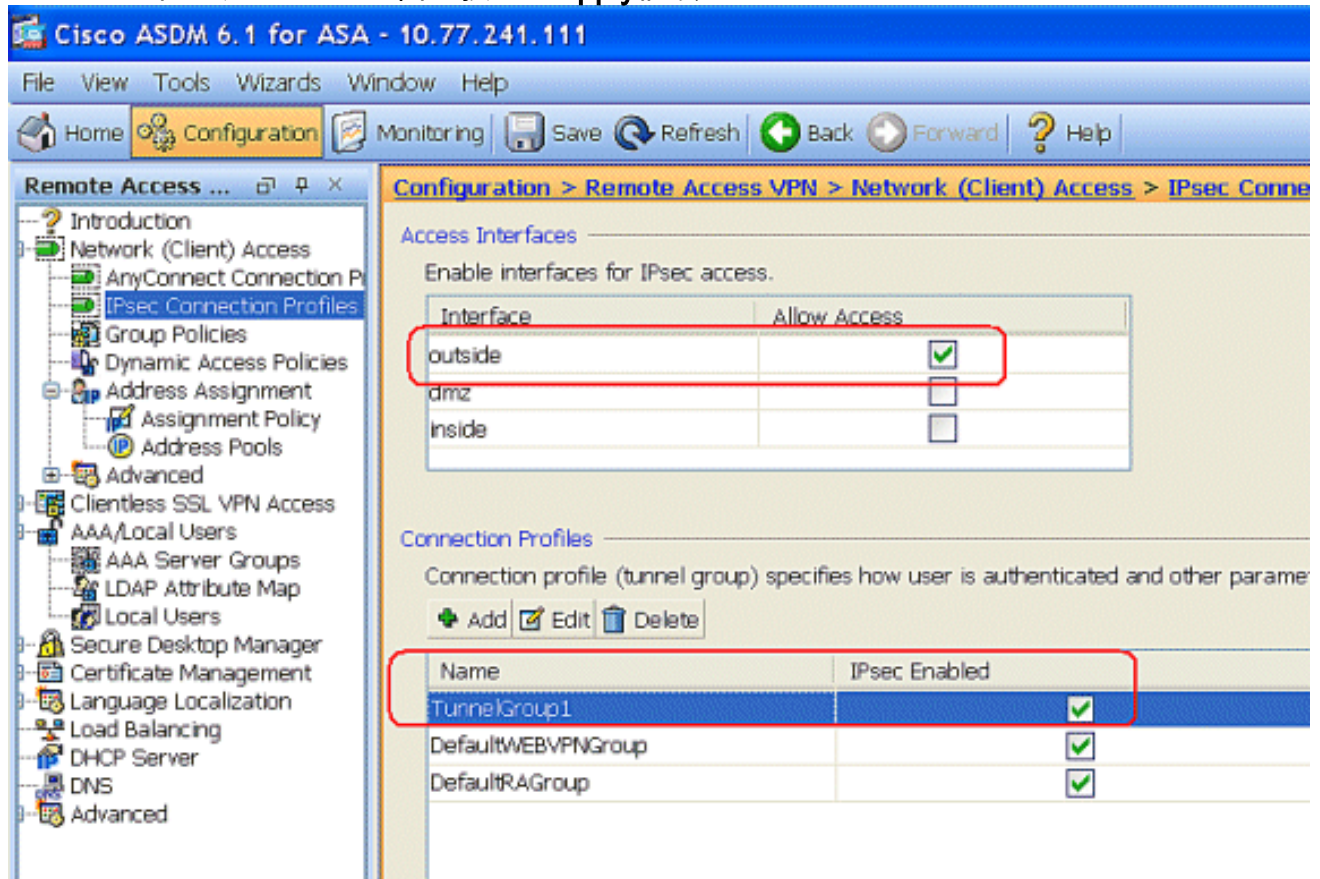 Cisco ASDM 6.1 for ASA - 10.77.241.111
File View Tools Wizards Window Help
Home Configuration Monitoring Save Refresh Back Forward Help
Remote Access ...
Introduction
Network (Client) Access
AnyConnect Connection
IPsec Connection Profiles
Group Policies
Dynamic Access Policies
Address Assignment
Assignment Policy
Address Pools
Advanced
Clientless SSL VPN Access
AAA/Local Users
AAA Server Groups
LDAP Attribute Map
Local Users
Secure Desktop Manager
Certificate Management
Language Localization
Load Balancing
DHCP Server
DNS
Advanced
Configuration > Remote Access VPN > Network (Client) Access > IPsec Conne
Access Interfaces
Enable interfaces for IPsec access.
Interface Allow Access
outside
dmz
inside
Connection Profiles
Connection profile (tunnel group) specifies how user is authenticated and other parame
Add Edit Delete
Name IPsec Enabled
TunnelGroup1
DefaultWEBVPNGroup
DefaultRAGroup